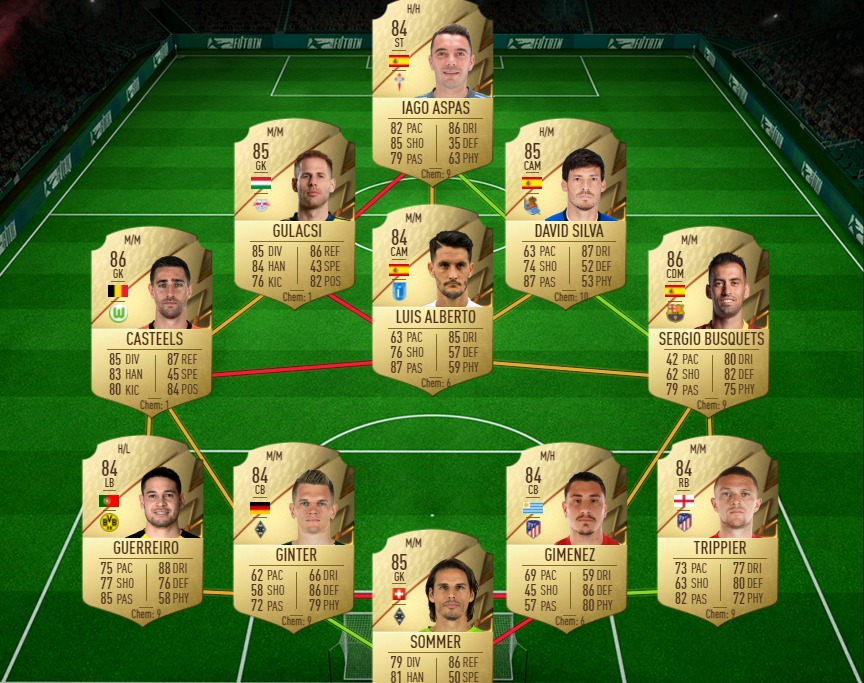 FUTBIN
FUTBIN
FUTBIN
FUTBIN
H/H
84
ST
IAGO ASPAS
82 PAC 86 DRI
85 SHO 35 DEF
79 PAS 63 PHY
Chem: 9
M/M
85
GK
GULACSI
85 DIV 86 REF
84 HAN 43 SPE
76 KIC 82 POS
Chem: 1
H/M
85
CAM
DAVID SILVA
63 PAC 87 DRI
74 SHO 52 DEF
87 PAS 53 PHY
Chem: 10
M/M
84
CAM
LUIS ALBERTO
63 PAC 85 DRI
76 SHO 57 DEF
87 PAS 59 PHY
Chem: 6
M/M
86
GK
CASTEELS
85 DIV 87 REF
83 HAN 45 SPE
80 KIC 84 POS
Chem: 1
M/M
86
CDM
SERGIO BUSQUETS
42 PAC 80 DRI
62 SHO 82 DEF
79 PAS 75 PHY
Chem: 9
H/L
84
LB
GUERREIRO
75 PAC 88 DRI
77 SHO 76 DEF
85 PAS 58 PHY
Chem: 9
M/M
84
CB
GINTER
62 PAC 66 DRI
58 SHO 86 DEF
72 PAS 79 PHY
Chem: 9
M/H
84
CB
GIMENEZ
69 PAC 59 DRI
45 SHO 86 DEF
57 PAS 80 PHY
Chem: 6
M/M
84
RB
TRIPPIER
73 PAC 77 DRI
63 SHO 80 DEF
82 PAS 72 PHY
Chem: 9
M/M
85
GK
SOMMER
79 DIV 86 REF
81 HAN 50 SPE